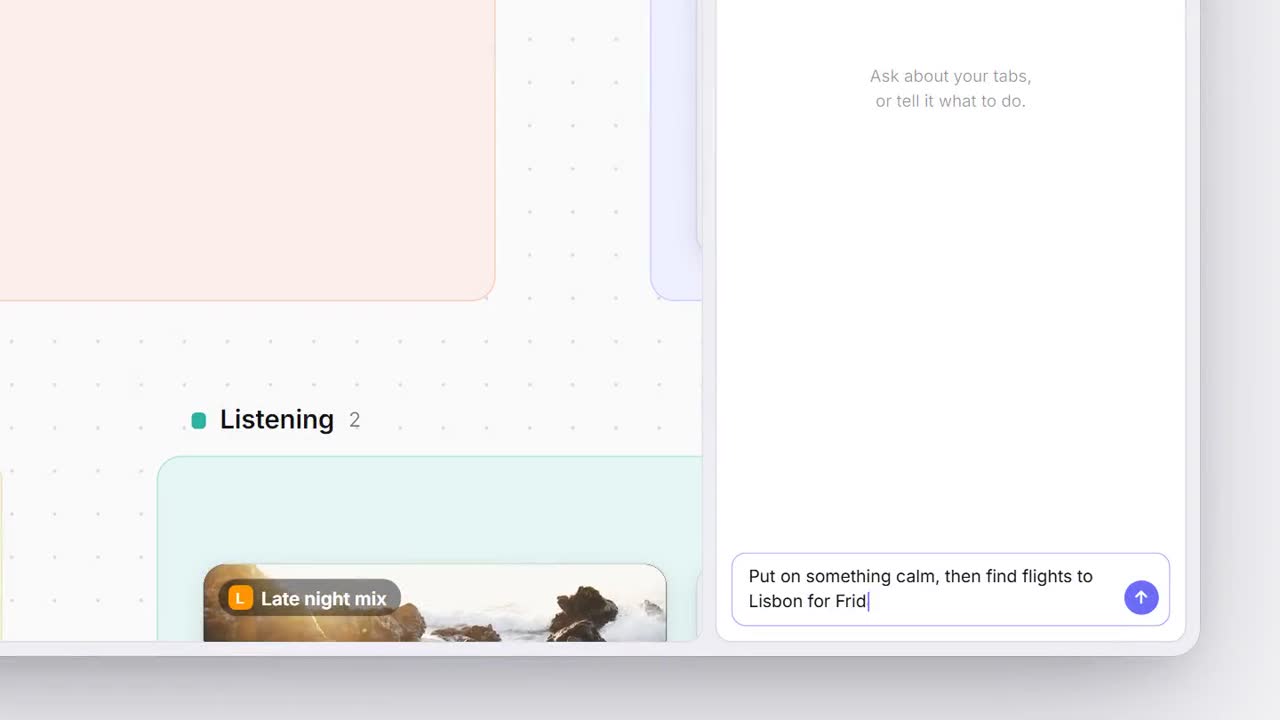 Ask about your tabs,
or tell it what to do.
Listening 2
L Late night mix
Put on something calm, then find flights to
Lisbon for Frid